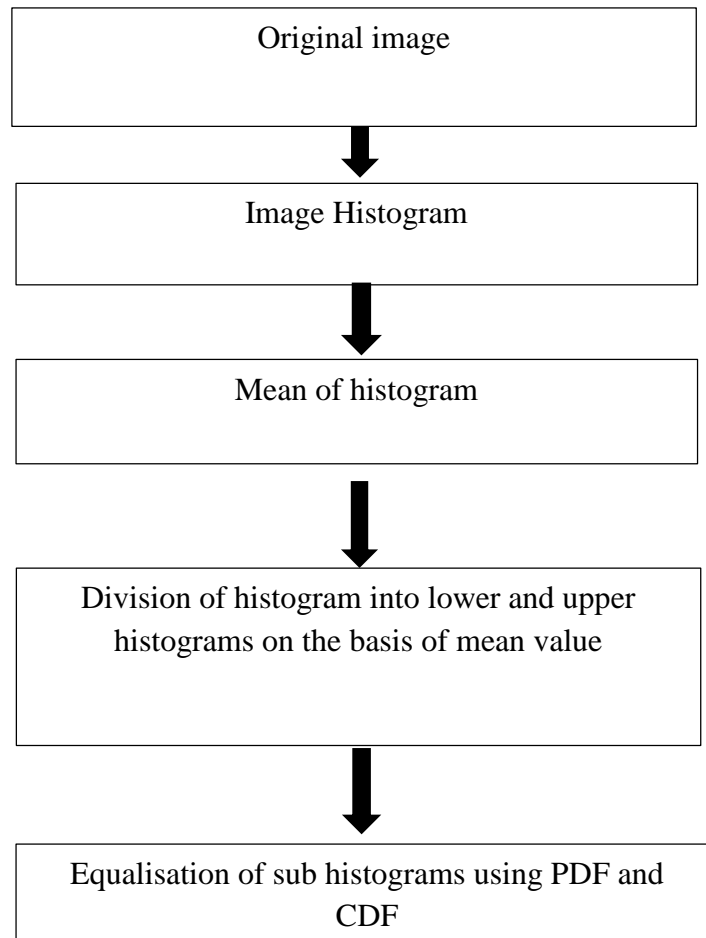 Original image
Image Histogram
Mean of histogram
Division of histogram into lower and upper
histograms on the basis of mean value
Equalisation of sub histograms using PDF and
CDF